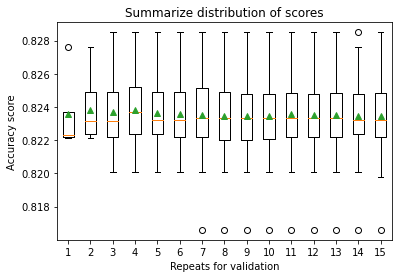 Summarize distribution of scores
0.828
0.826
0.824
0.822
0.820
0.818
Accuracy score
1 2 3 4 5 6 7 8 9 10 11 12 13 14 15
Repeats for validation